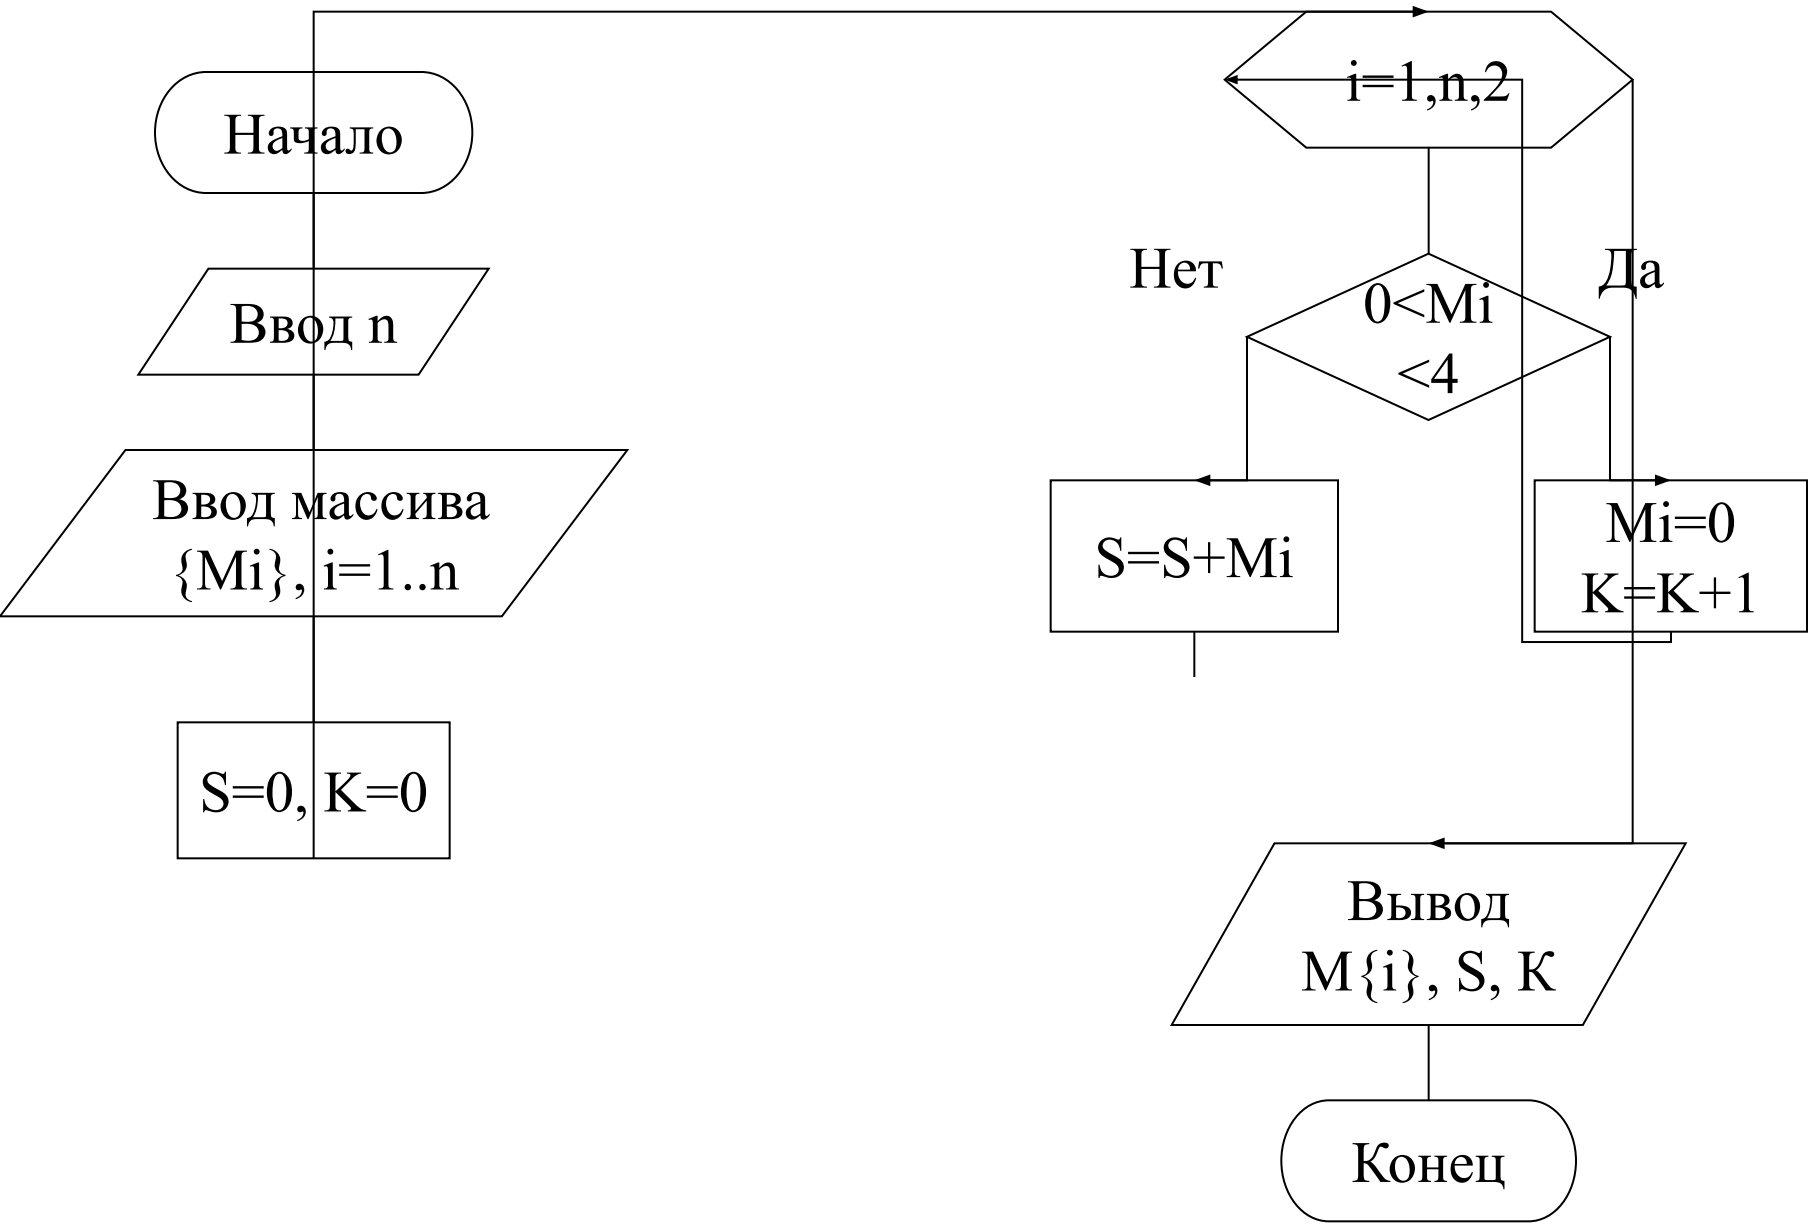 Начало
Ввод n
Ввод массива
{Mi}, i=1..n
S=0, K=0
i=1,n,2
Нет
Да
0<Mi
<4
S=S+Mi
Mi=0
K=K+1
Вывод
M{i}, S, К
Конец